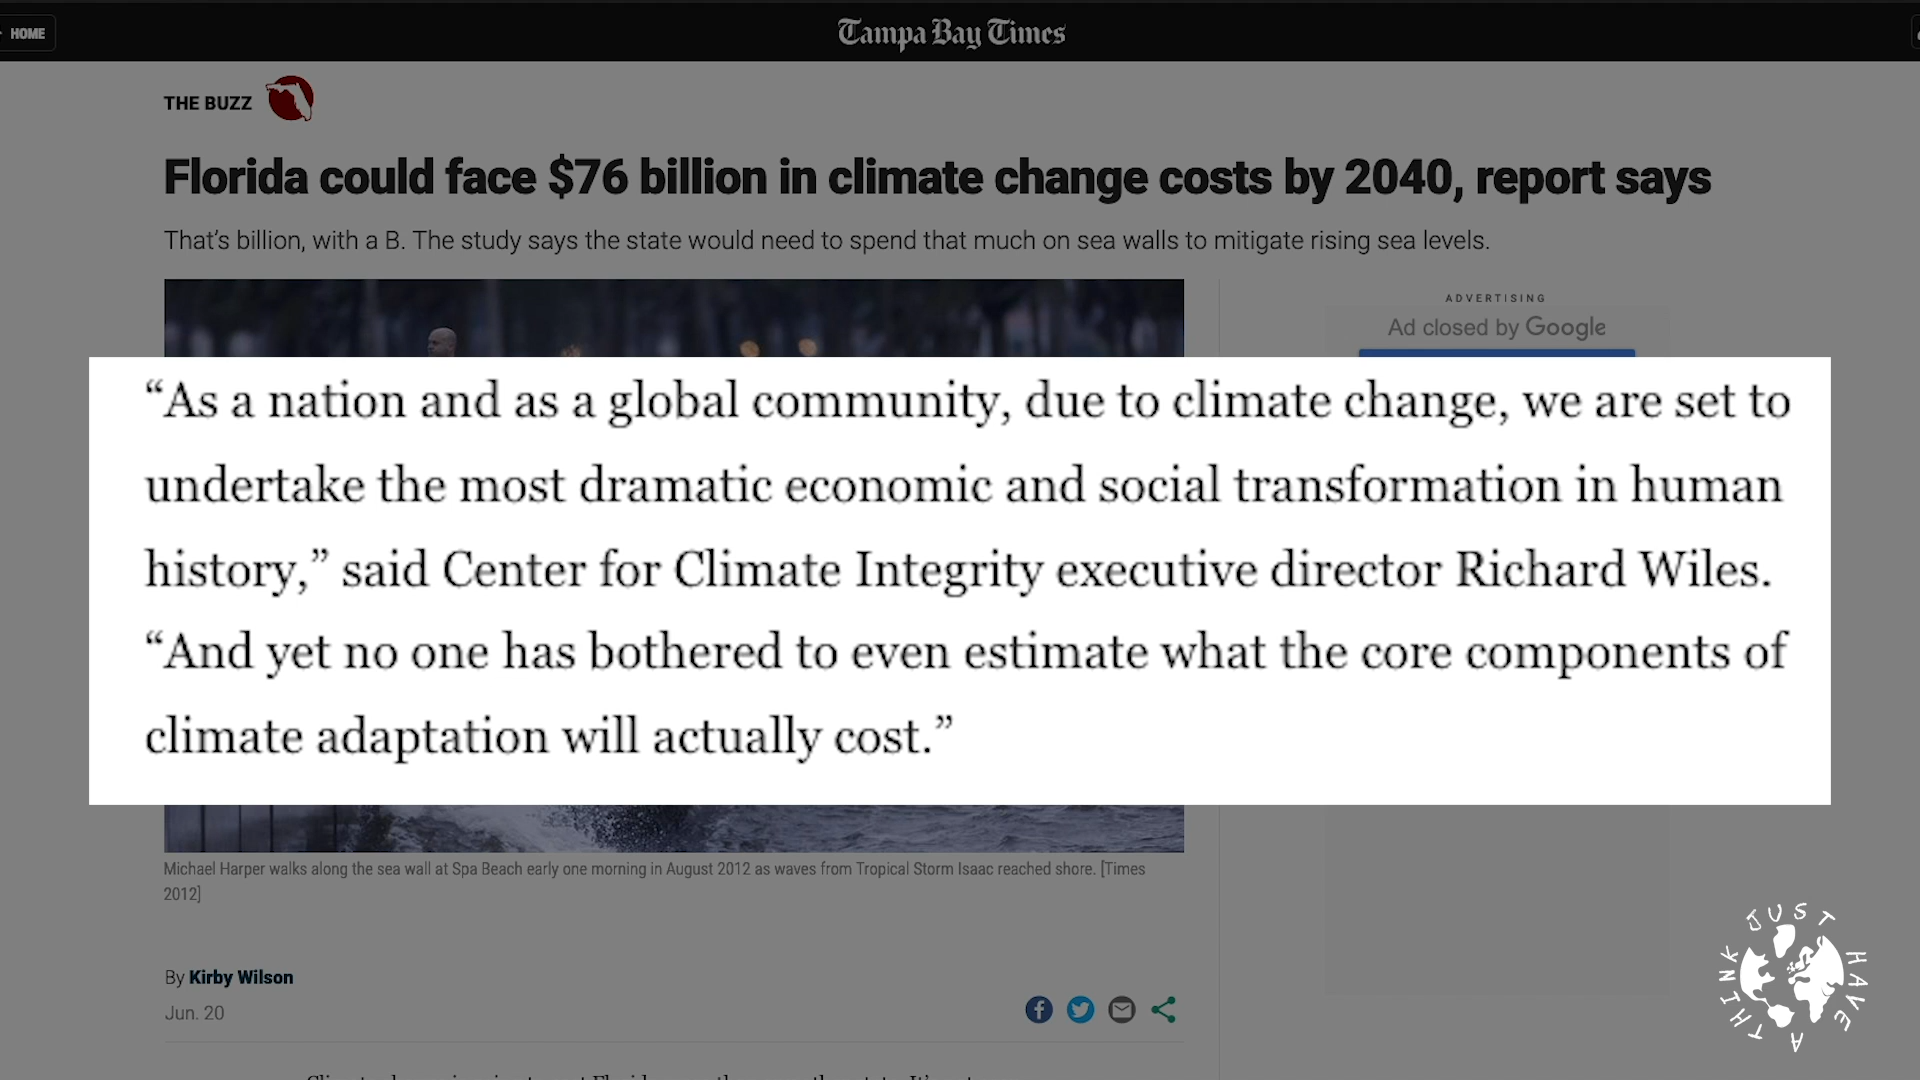 HOME
Tampa Bay Times
THE BUZZ
Florida could face $76 billion in climate change costs by 2040, report says
That’s billion, with a B. The study says the state would need to spend that much on sea walls to mitigate rising sea levels.
ADVERTISING
Ad closed by Google
“As a nation and as a global community, due to climate change, we are set to
undertake the most dramatic economic and social transformation in human
history,” said Center for Climate Integrity executive director Richard Wiles.
“And yet no one has bothered to even estimate what the core components of
climate adaptation will actually cost.”
Michael Harper walks along the sea wall at Spa Beach early one morning in August 2012 as waves from Tropical Storm Isaac reached shore. [Times
2012]
By Kirby Wilson
Jun. 20
JUST HAVE A THINK